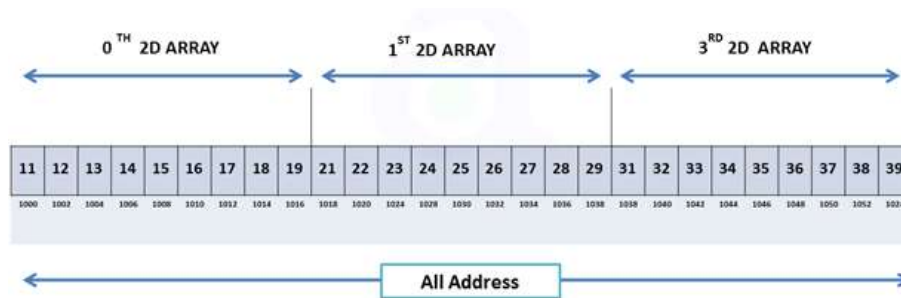 0 TH 2D ARRAY 1ST 2D ARRAY 3RD 2D ARRAY
11 12 13 14 15 16 17 18 19 21 22 23 24 25 26 27 28 29 31 32 33 34 35 36 37 38 39
1000 1002 1004 1006 1008 1010 1012 1014 1016 1018 1020 1024 1028 1030 1032 1034 1036 1038 1038 1040 1042 1044 1046 1048 1050 1052 1024
All Address